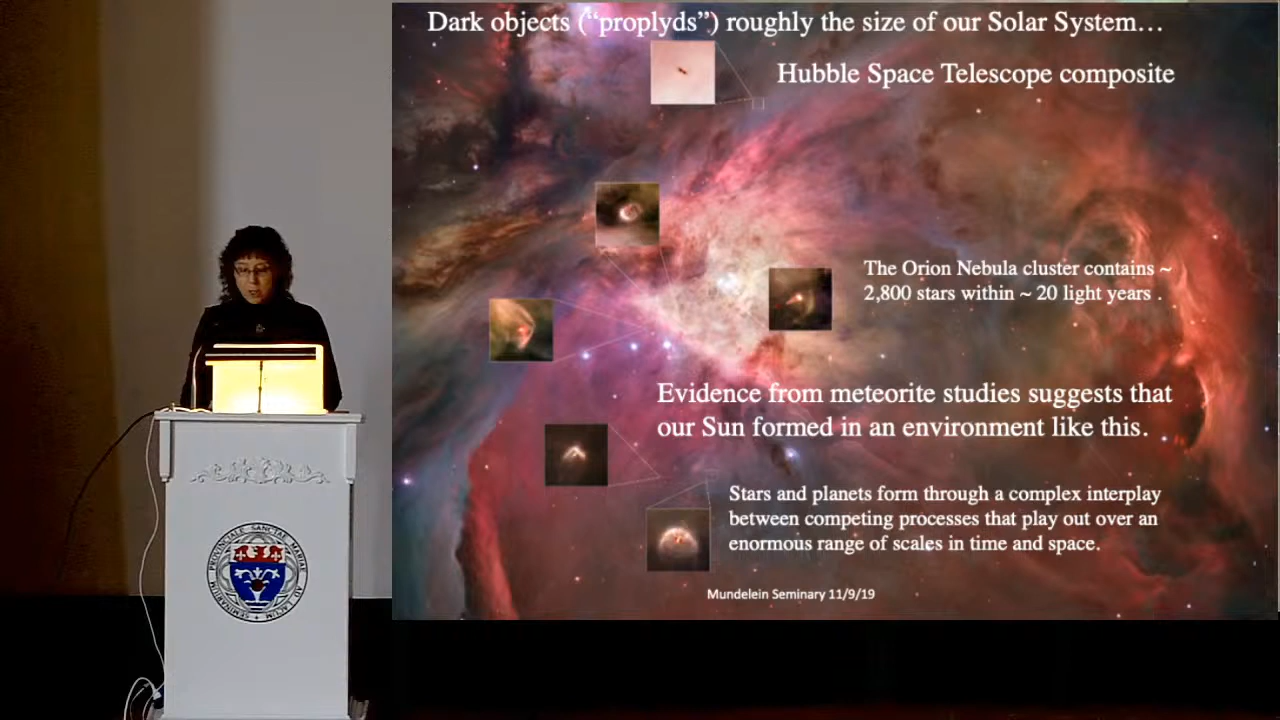 Dark objects (“proplyds”) roughly the size of our Solar System…
Hubble Space Telescope composite
The Orion Nebula cluster contains ~
2,800 stars within ~ 20 light years .
Evidence from meteorite studies suggests that
our Sun formed in an environment like this.
Stars and planets form through a complex interplay
between competing processes that play out over an
enormous range of scales in time and space.
Mundelein Seminary 11/9/19